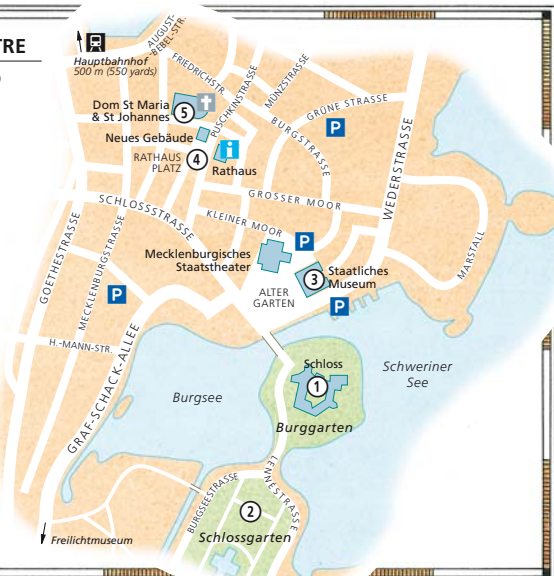 TRE
Hauptbahnhof
500 m (550 yards)
AUGUST-
BEBEL-STR.
FRIEDRICHSTR.
PUSCHKINSTRASSE
MÜNZSTRASSE
GRÜNE STRASSE
Dom St Maria
& St Johannes
5
P
BURGSTRASSE
Neues Gebäude
i
RATHAUS
PLATZ
4
Rathaus
WEDERSTRASSE
GROSSER MOOR
SCHLOSSSTRASSE
KLEINER MOOR
GOETHESTRASSE
MECKLENBURGSTRASSE
Mecklenburgisches
Staatstheater
P
MARSTALL
3
Staatliches
Museum
P
ALTER
GARTEN
P
H.-MANN-STR.
GRAF-SCHACK-ALLEE
Schloss
1
Schweriner
See
Burgsee
Burggarten
BURGSEESTRASSE
LENNESTRASSE
2
Schlossgarten
Freilichtmuseum